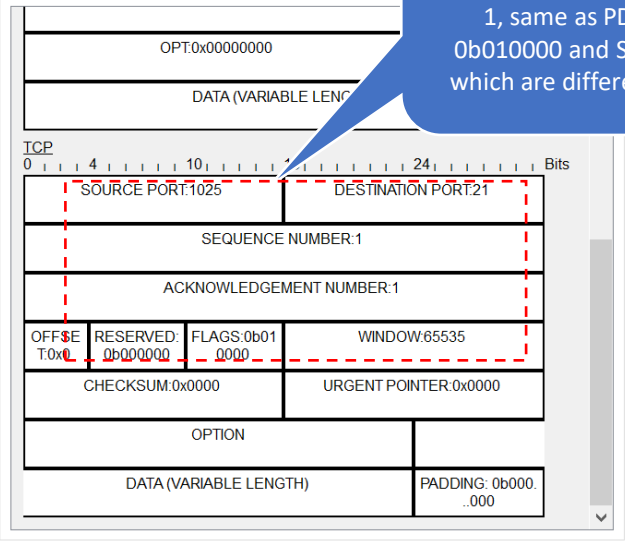 1, same as PD
0b010000 and S
which are differe
OPT:0x00000000
DATA (VARIABLE LENG
TCP
0 4 10 24 Bits
SOURCE PORT:1025 DESTINATION PORT:21
SEQUENCE NUMBER:1
ACKNOWLEDGEMENT NUMBER:1
OFFSE RESERVED: FLAGS:0b01 WINDOW:65535
T:0x0 0b000000 0000
CHECKSUM:0x0000 URGENT POINTER:0x0000
OPTION
DATA (VARIABLE LENGTH) PADDING: 0b000.
..000